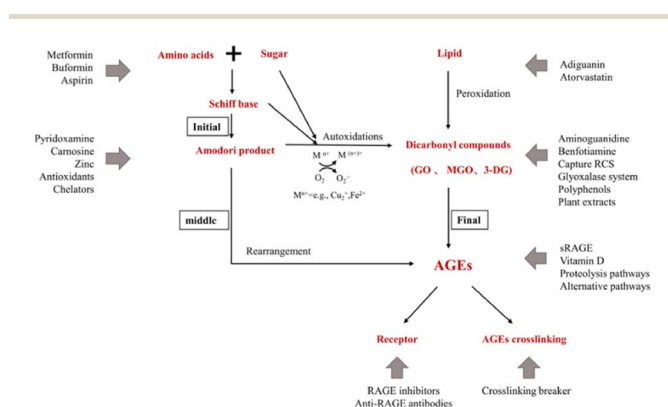 Metformin
Buformin
Aspirin
Amino acids + Sugar
Lipid
Adiguanin
Atorvastatin
Schiff base
Peroxidation
Initial
Pyridoxamine
Carnosine
Zinc
Antioxidants
Chelators
Amodori product
Autoxidations
M n+ M (n+)+
O2 O2−
Mn+=e.g., Cu2+,Fe2+
Dicarbonyl compounds
(GO 、 MGO、3-DG)
Aminoguanidine
Benfotiamine
Capture RCS
Glyoxalase system
Polyphenols
Plant extracts
middle
Final
Rearrangement
AGEs
sRAGE
Vitamin D
Proteolysis pathways
Alternative pathways
Receptor
AGEs crosslinking
RAGE inhibitors
Anti-RAGE antibodies
Crosslinking breaker